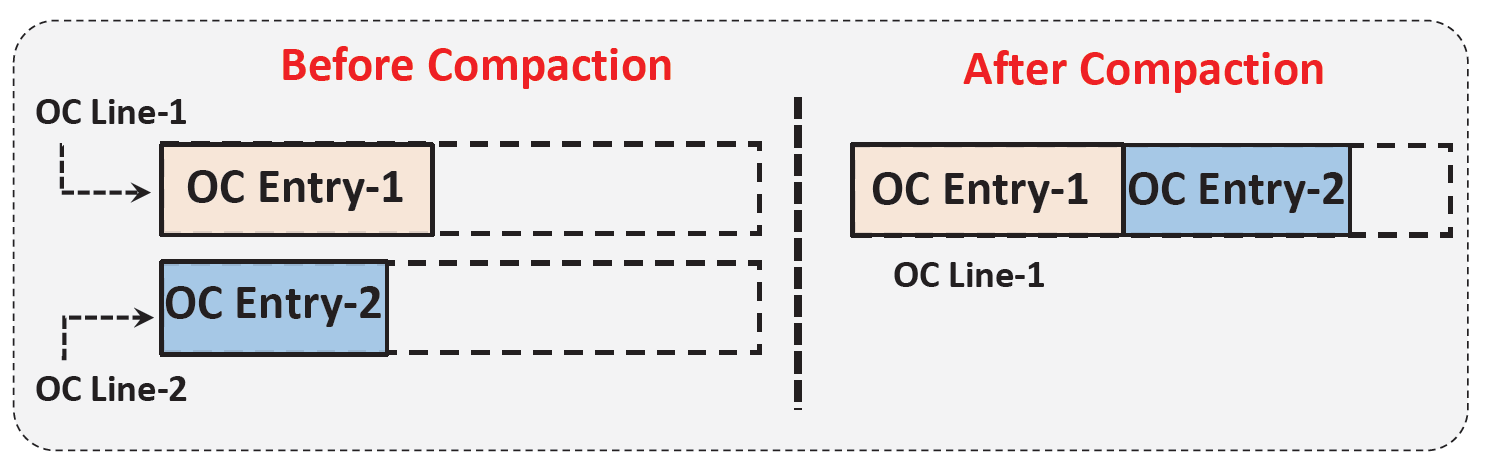 Before Compaction
OC Line-1
OC Entry-1
OC Entry-2
OC Line-2
After Compaction
OC Entry-1 OC Entry-2
OC Line-1